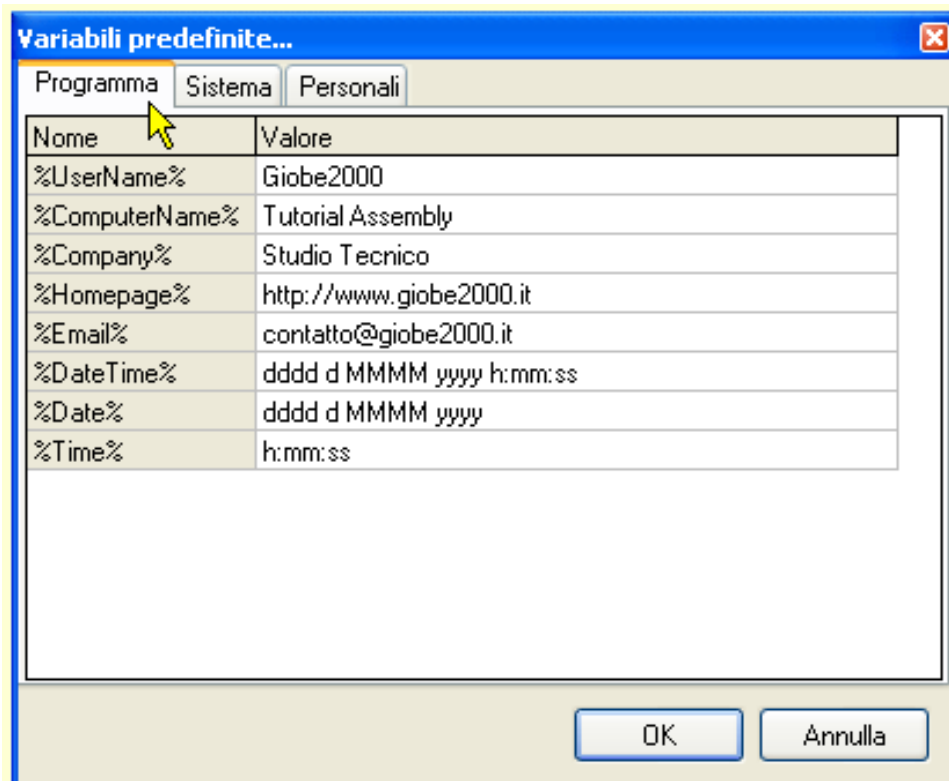 Variabili predefinite...
Programma Sistema Personali
Nome Valore
%UserName% Giobe2000
%ComputerName% Tutorial Assembly
%Company% Studio Tecnico
%Homepage% http://www.giobe2000.it
%Email% contatto@giobe2000.it
%DateTime% dddd d MMMM yyyy h:mm:ss
%Date% dddd d MMMM yyyy
%Time% h:mm:ss
OK Annulla